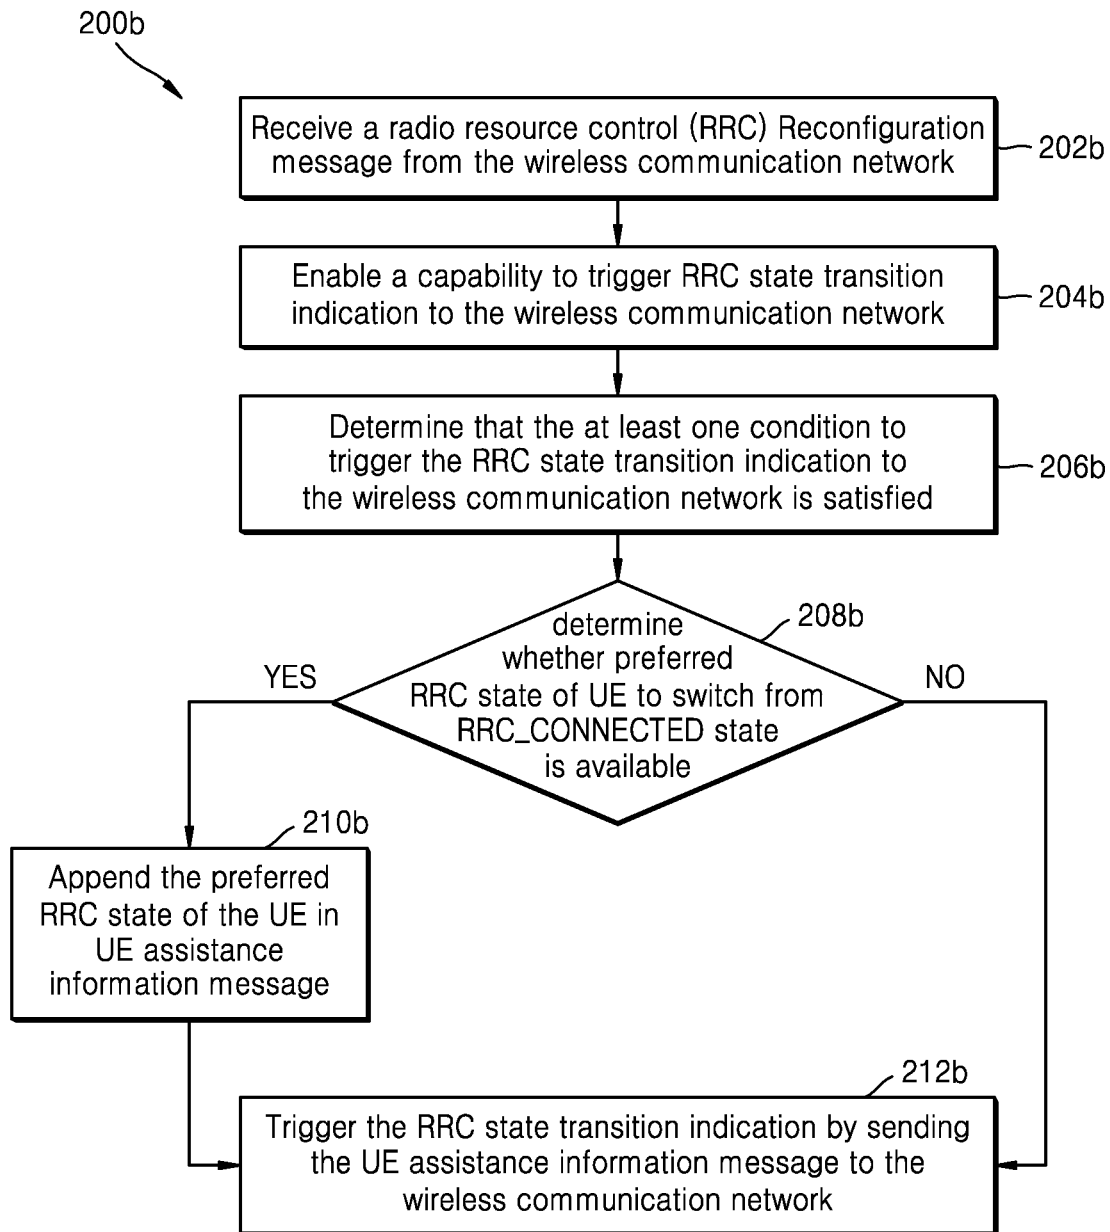 200b
Receive a radio resource control (RRC) Reconfiguration
message from the wireless communication network
202b
Enable a capability to trigger RRC state transition
indication to the wireless communication network
204b
Determine that the at least one condition to
trigger the RRC state transition indication to
the wireless communication network is satisfied
206b
determine
whether preferred
RRC state of UE to switch from
RRC_CONNECTED state
is available
208b
YES
NO
210b
Append the preferred
RRC state of the UE in
UE assistance
information message
212b
Trigger the RRC state transition indication by sending
the UE assistance information message to the
wireless communication network